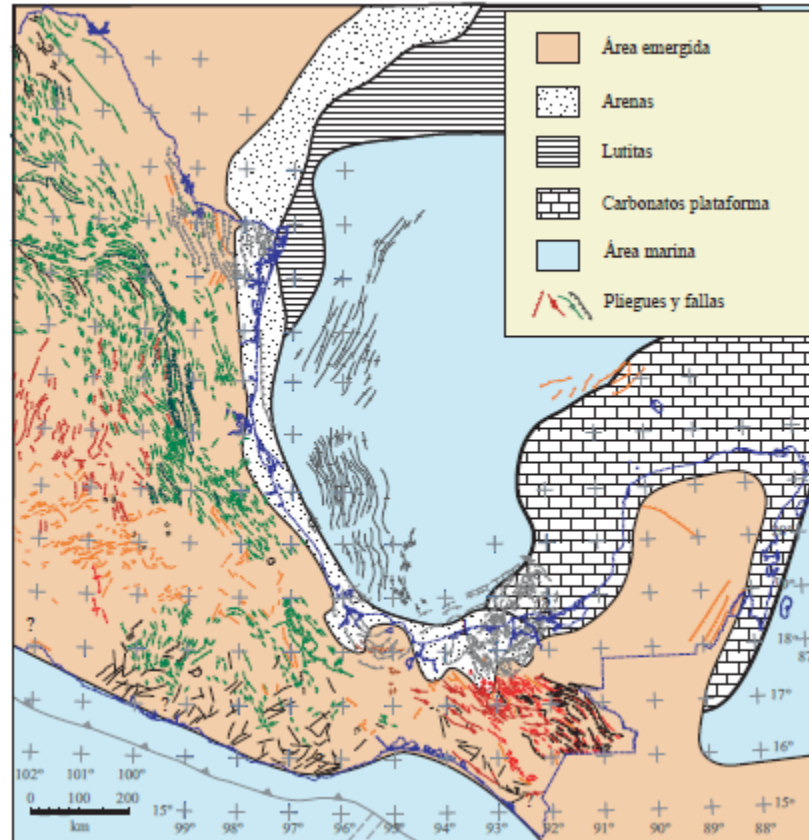 Área emergida
Arenas
Lutitas
Carbonatos plataforma
Área marina
Pliegues y fallas
?
18°
17°
16°
102° 101° 100°
0 100 200
km
15°
15°
99° 98° 97° 96° 95° 94° 93° 92° 91° 90° 89° 88°
?